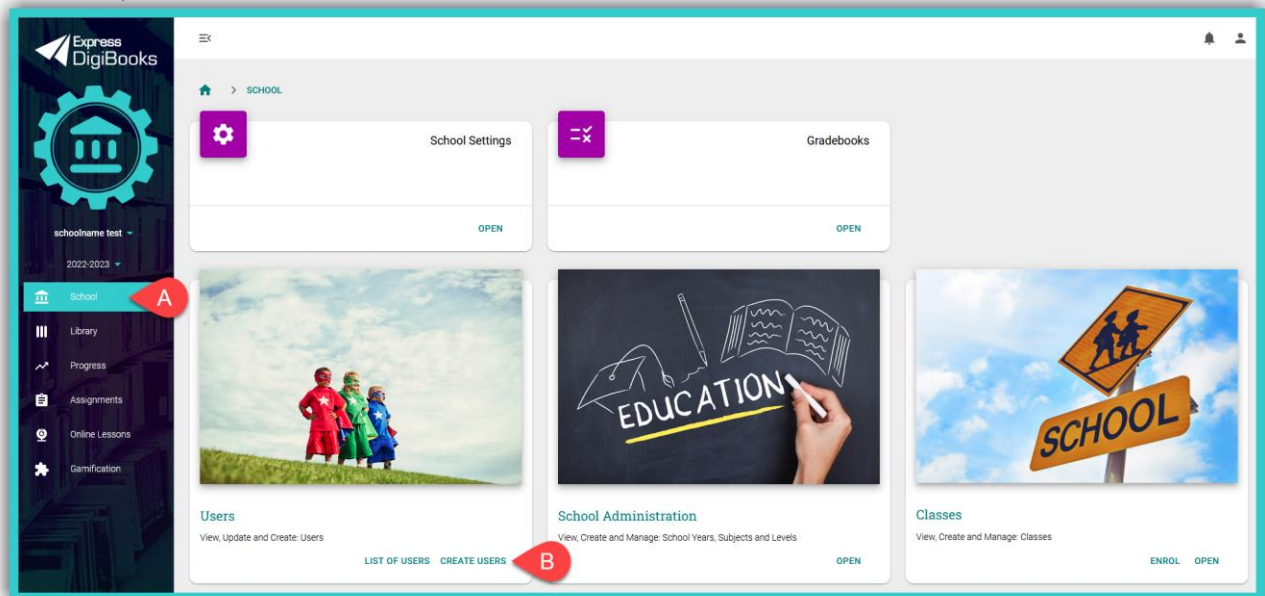 Express
DigiBooks
SCHOOL
School Settings
OPEN
Gradebooks
OPEN
schoolname test
2022-2023
School
A
Library
Progress
Assignments
Online Lessons
Gamification
EDUCATION
SCHOOL
Users
View, Update and Create: Users
LIST OF USERS CREATE USERS
B
School Administration
View, Create and Manage: School Years, Subjects and Levels
OPEN
Classes
View, Create and Manage: Classes
ENROL OPEN